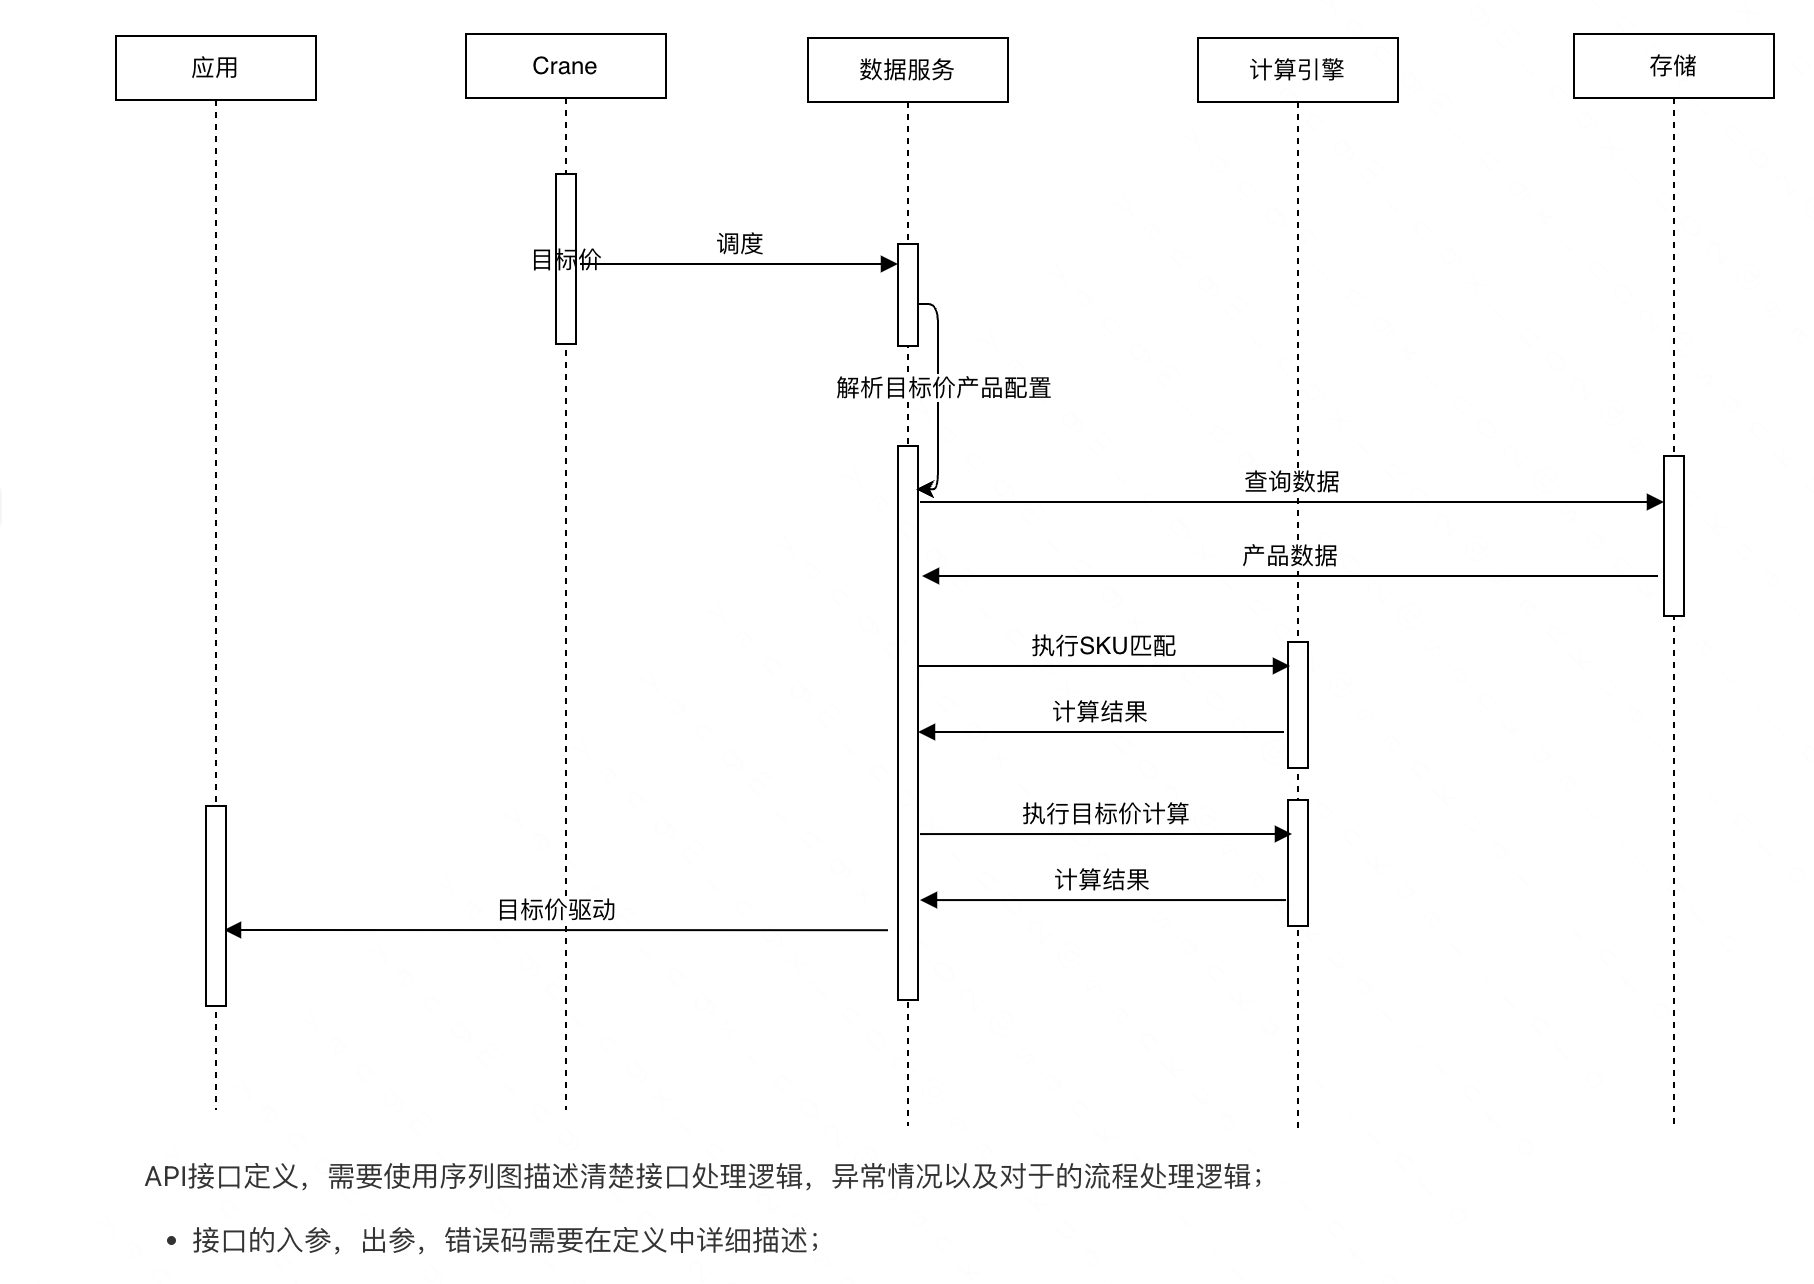 应用
Crane
数据服务
计算引擎
存储
目标价
调度
解析目标价产品配置
查询数据
产品数据
执行SKU匹配
计算结果
执行目标价计算
计算结果
目标价驱动
API接口定义，需要使用序列图描述清楚接口处理逻辑，异常情况以及对于的流程处理逻辑；
• 接口的入参，出参，错误码需要在定义中详细描述；